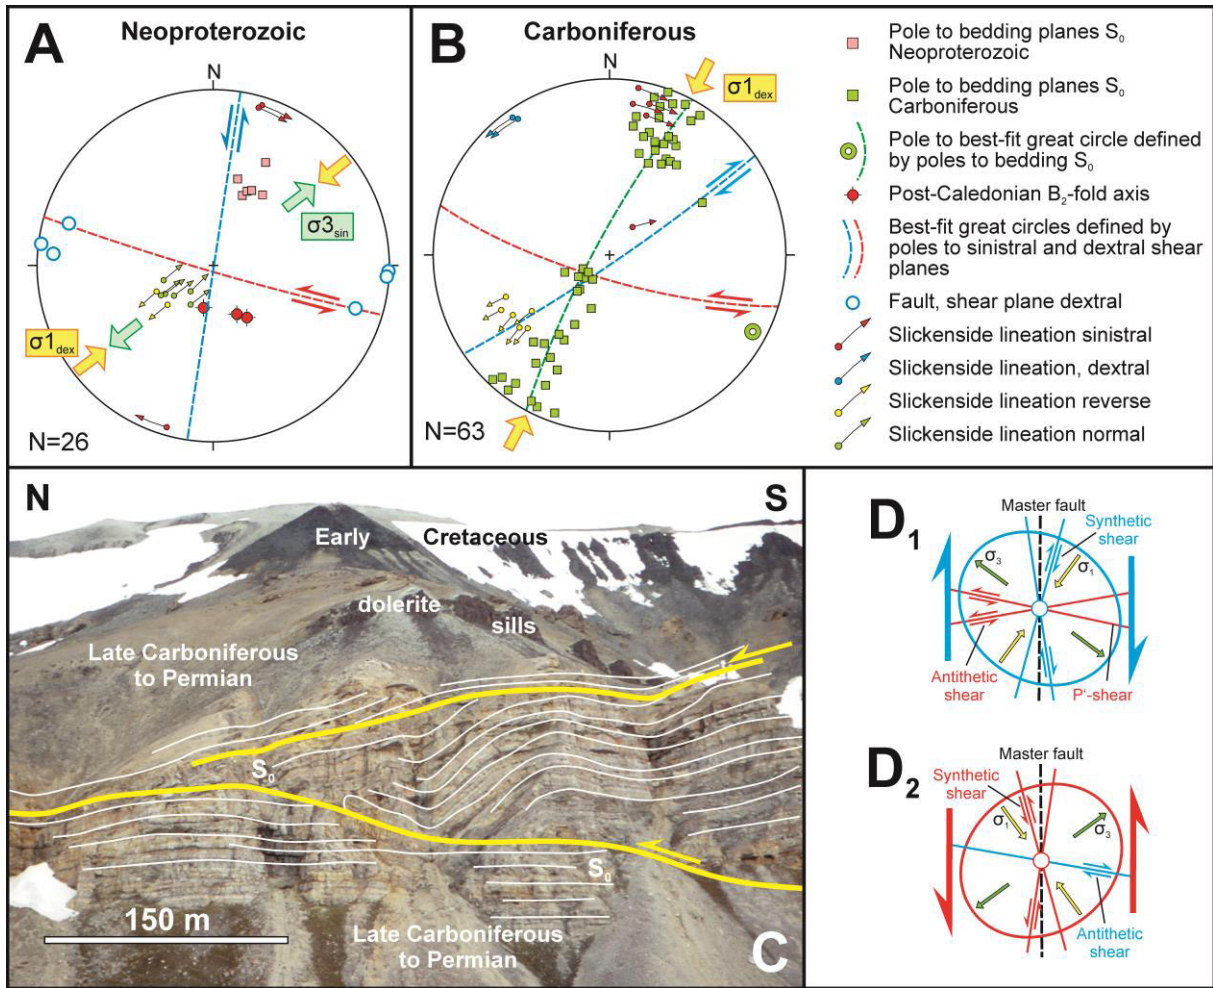 A
Neoproterozoic
N
σ3sin
σ1dex
N=26
B
Carboniferous
N
σ1dex
N=63
Pole to bedding planes S₀
Neoproterozoic
Pole to bedding planes S₀
Carboniferous
Pole to best-fit great circle defined
by poles to bedding S₀
Post-Caledonian B₂-fold axis
Best-fit great circles defined by
poles to sinistral and dextral shear
planes
Fault, shear plane dextral
Slickenside lineation sinistral
Slickenside lineation, dextral
Slickenside lineation reverse
Slickenside lineation normal
N
S
Early Cretaceous
dolerite
sills
Late Carboniferous
to Permian
S₀
S₀
150 m
Late Carboniferous
to Permian
C
D₁
Master fault
Synthetic
shear
σ₃
σ₁
Antithetic
shear
P'-shear
D₂
Master fault
Synthetic
shear
σ₁
σ₃
Antithetic
shear